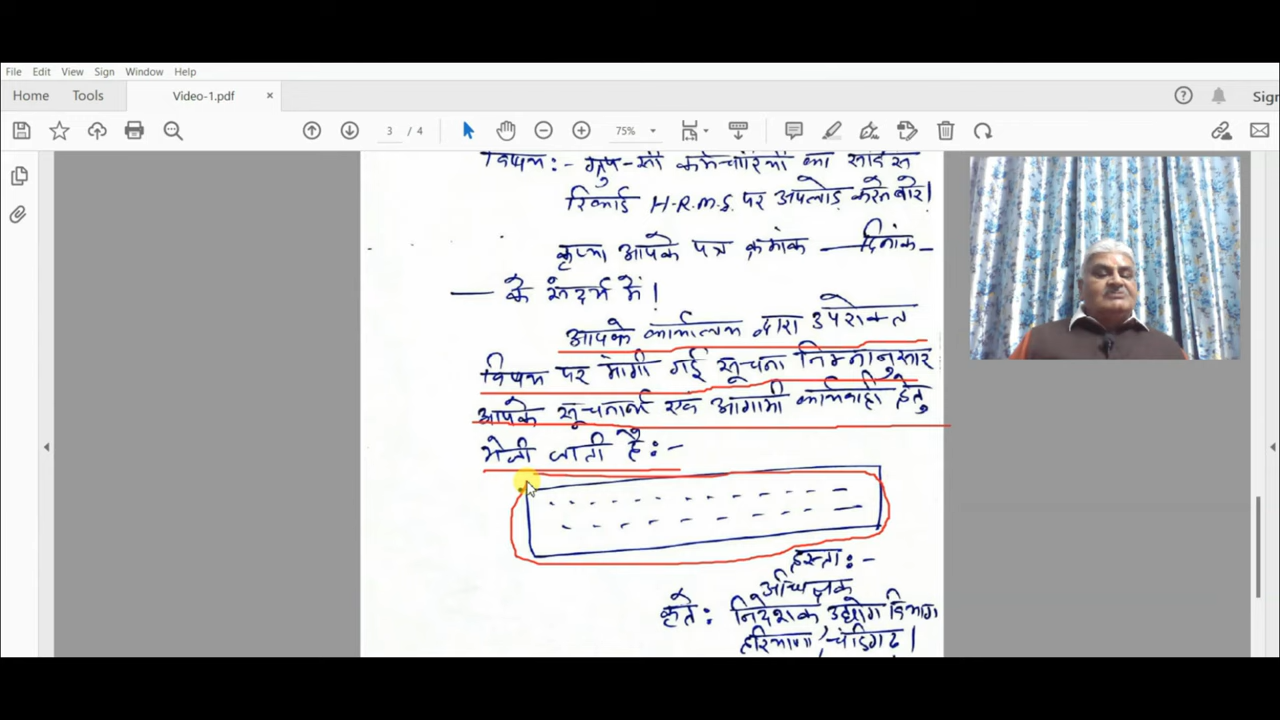 File Edit View Sign Window Help
Home Tools Video-1.pdf ×
3 / 4 75%
विषय:- ग्रुप-सी कर्मचारियों का सर्विस
रिकार्ड H.R.M.S. पर अपलोड करने बारे।
कृप्या आपके पत्र क्रमांक — दिनांक —
— के संदर्भ में।
आपके कार्यालय द्वारा उपरोक्त
विषय पर मांगी गई सूचना निम्नानुसार
आपके सूचनार्थ एवं आगामी कार्यवाही हेतु
भेजी जाती है:-
हस्ता:-
अधीक्षक
कृते: निदेशक उद्योग विभाग
हरियाणा, चंडीगढ।